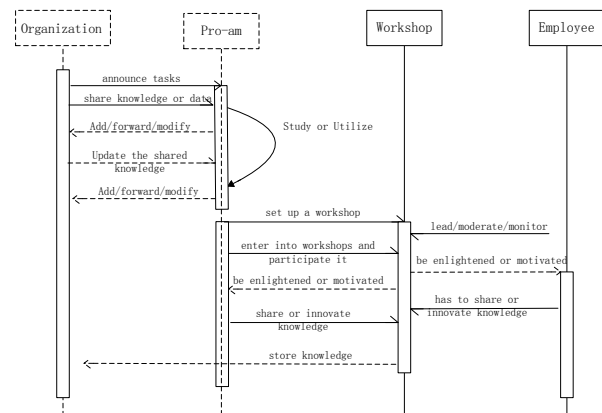 Organization
Pro-am
Workshop
Employee
announce tasks
share knowledge or data
Add/forward/modify
Study or Utilize
Update the shared
knowledge
Add/forward/modify
set up a workshop
lead/moderate/monitor
enter into workshops and
participate it
be enlightened or motivated
be enlightened or motivated
has to share or
innovate knowledge
share or innovate
knowledge
store knowledge